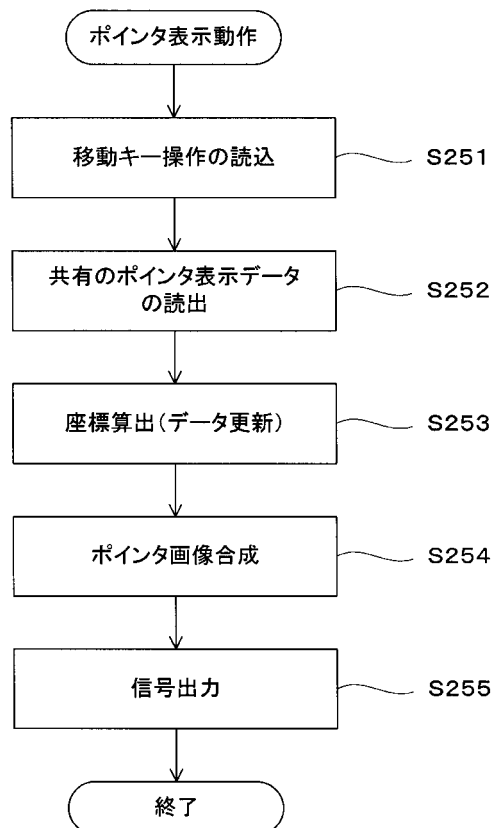 ポインタ表示動作
移動キー操作の読込
S251
共有のポインタ表示データ
の読出
S252
座標算出(データ更新)
S253
ポインタ画像合成
S254
信号出力
S255
終了